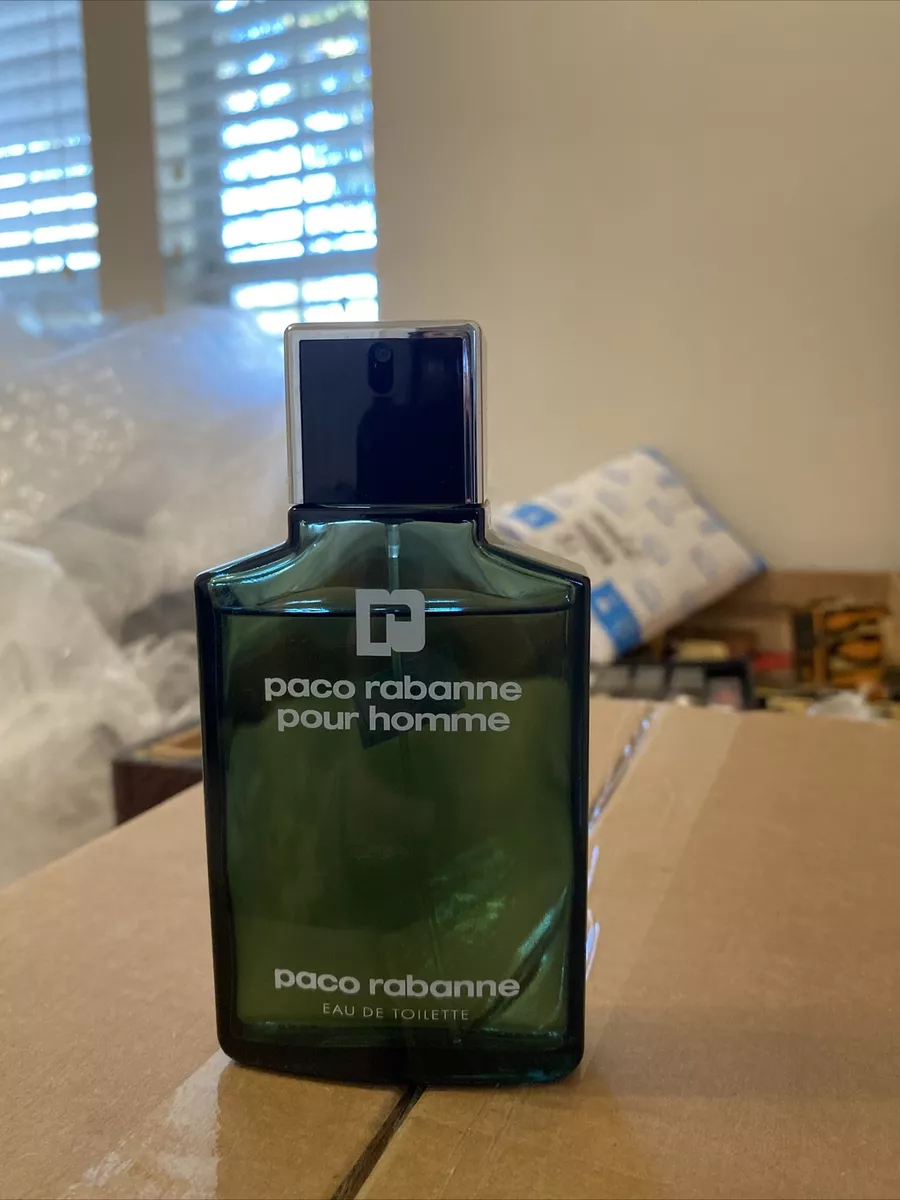 paco rabanne
pour homme
paco rabanne
EAU DE TOILETTE